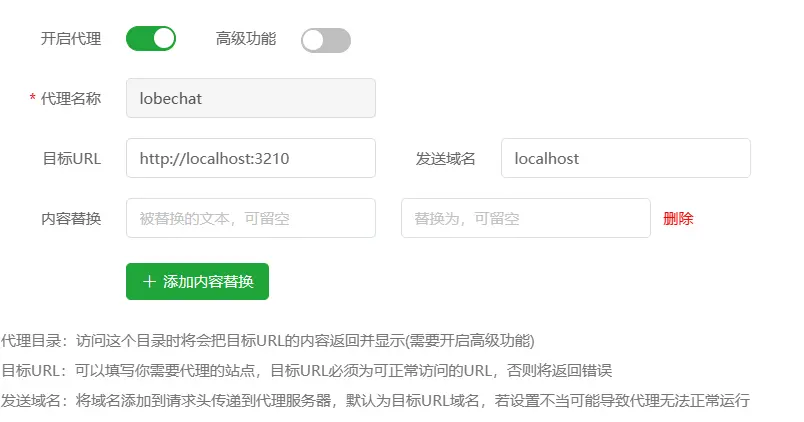 开启代理 高级功能
* 代理名称 lobechat
目标URL http://localhost:3210 发送域名 localhost
内容替换 被替换的文本，可留空 替换为，可留空 删除
＋ 添加内容替换
代理目录：访问这个目录时将会把目标URL的内容返回并显示(需要开启高级功能)
目标URL：可以填写你需要代理的站点，目标URL必须为可正常访问的URL，否则将返回错误
发送域名：将域名添加到请求头传递到代理服务器，默认为目标URL域名，若设置不当可能导致代理无法正常运行